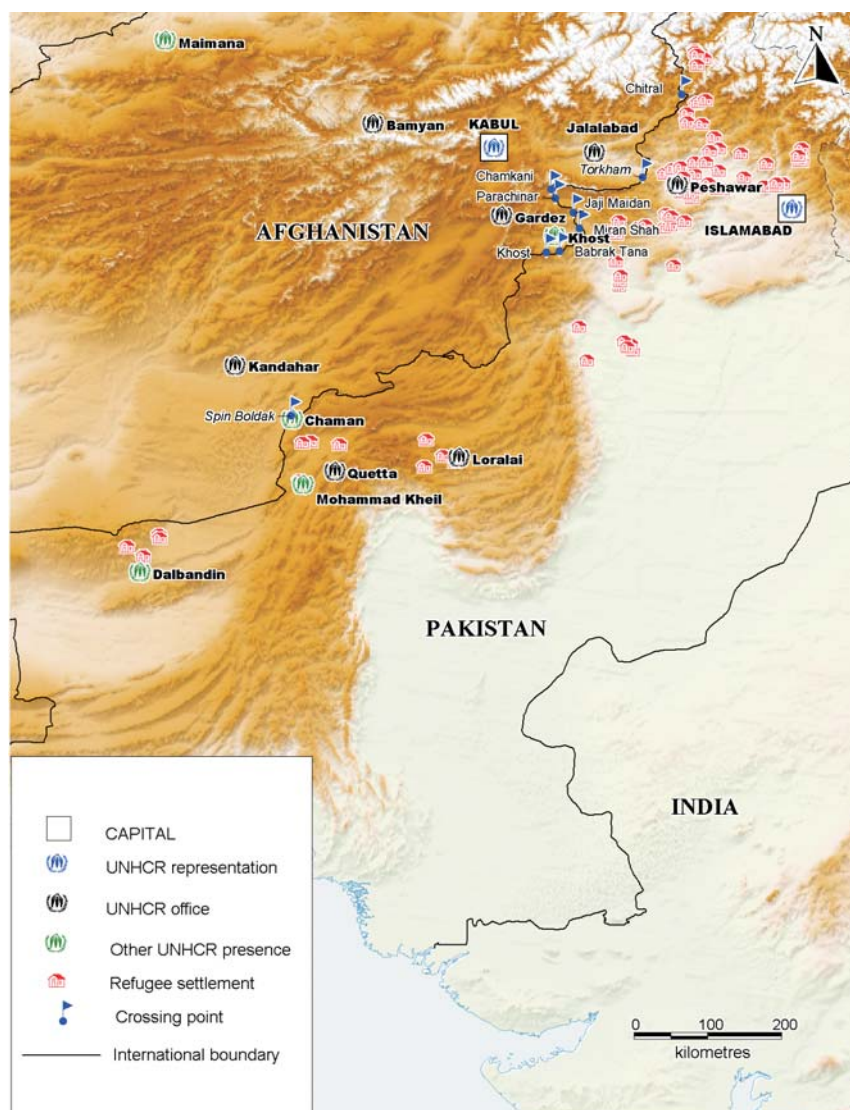 Maimana
N
Chitral
Bamyan
KABUL
Jalalabad
Torkham
Chamkani
Peshawar
Parachinar
Jaji Maidan
Gardez
ISLAMABAD
AFGHANISTAN
Miran Shah
Khost
Khost
Babrak Tana
Kandahar
Spin Boldak
Chaman
Loralai
Quetta
Mohammad Kheil
Dalbandin
PAKISTAN
INDIA
CAPITAL
UNHCR representation
UNHCR office
Other UNHCR presence
Refugee settlement
Crossing point
International boundary
0 100 200
kilometres